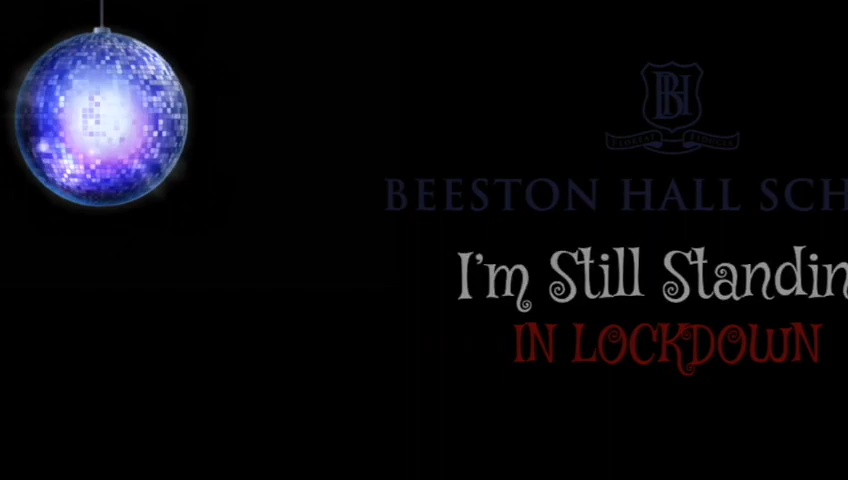 BH
BEESTON HALL SCH
I'm Still Standin
IN LOCKDOWN